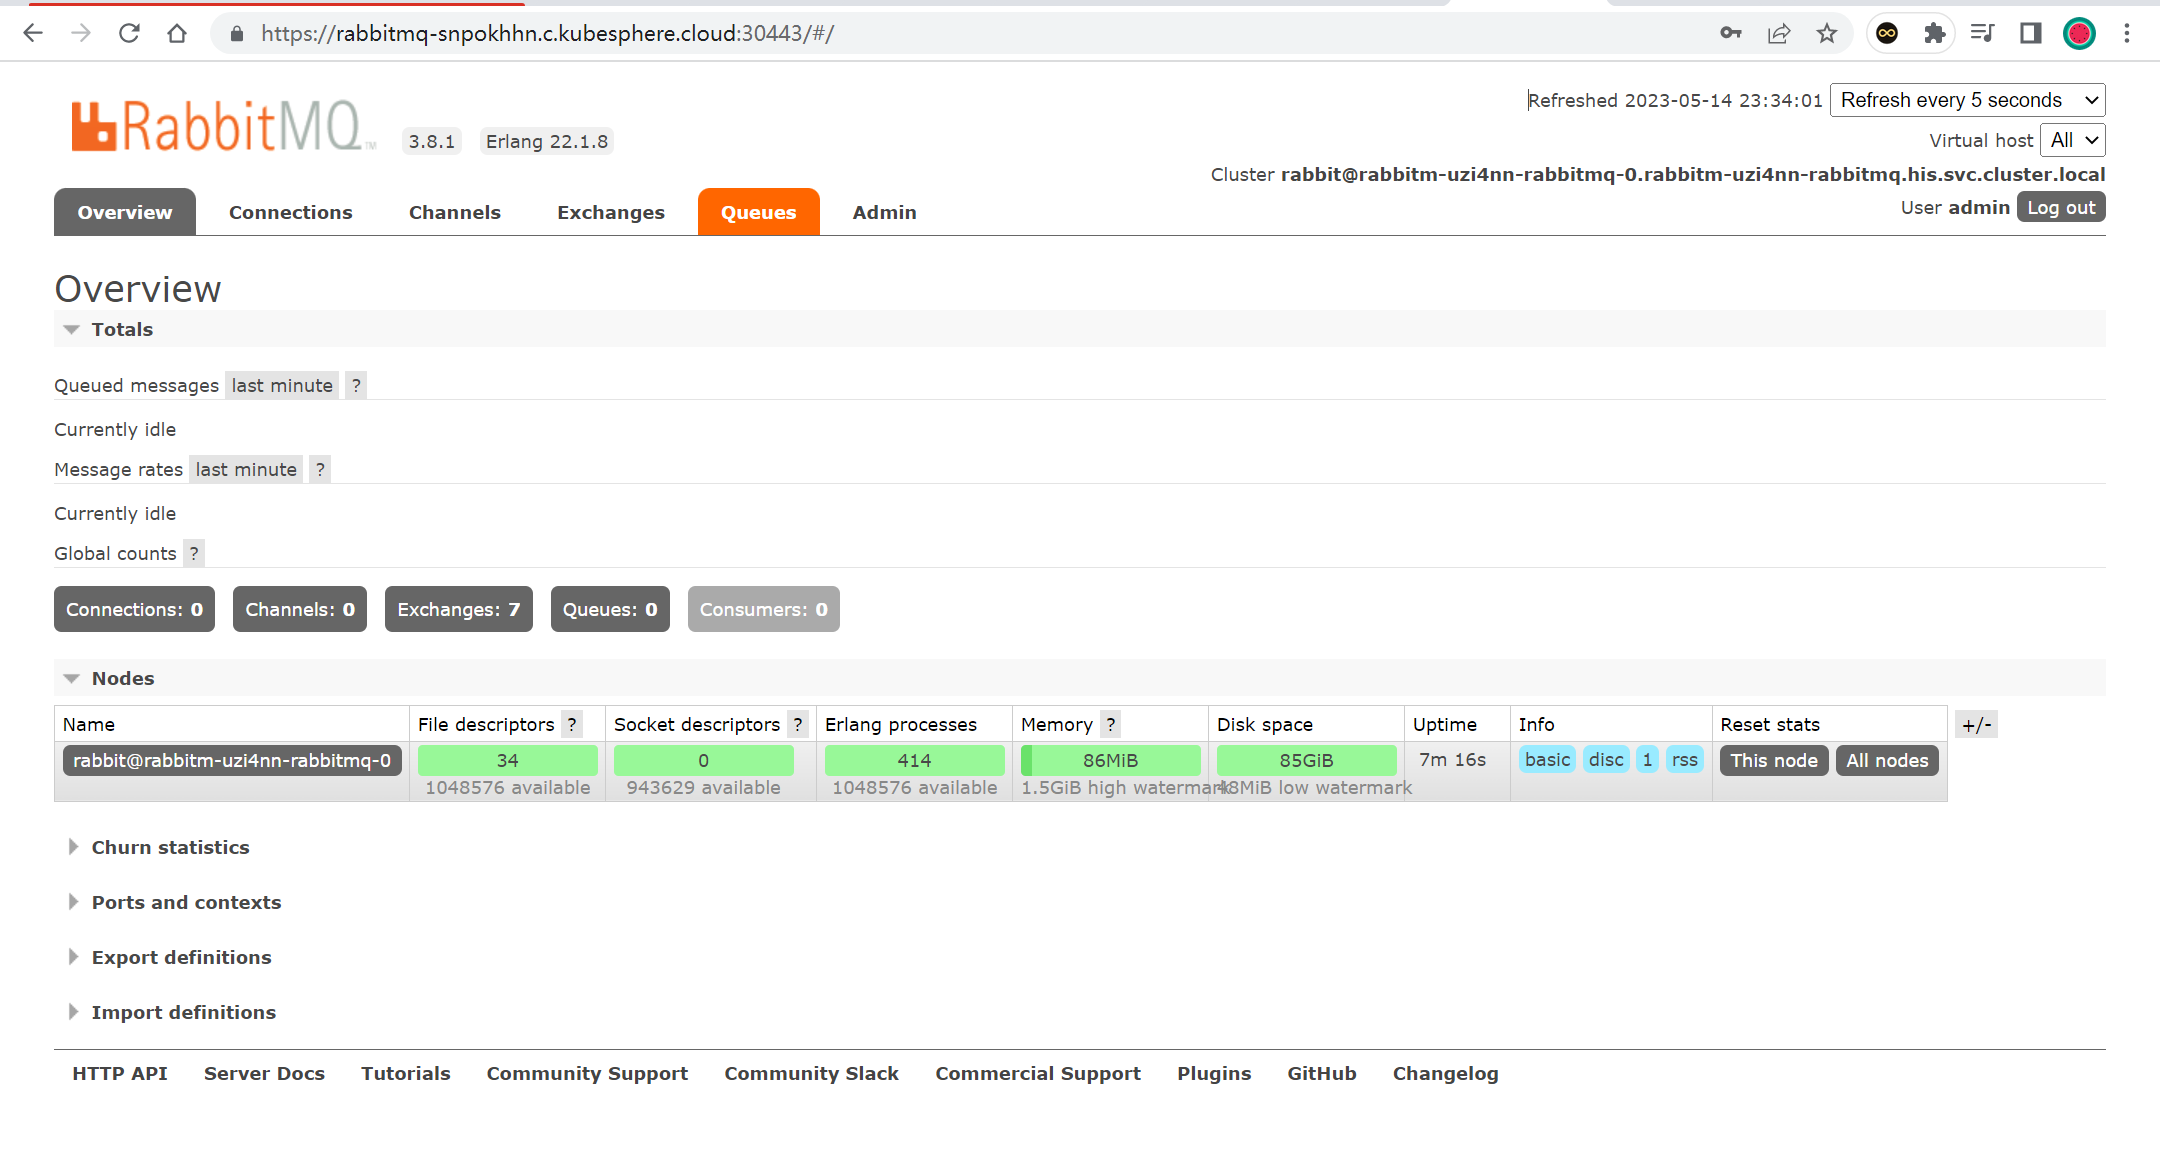 https://rabbitmq-snpokhhn.c.kubesphere.cloud:30443/#/
RabbitMQ TM 3.8.1 Erlang 22.1.8
Refreshed 2023-05-14 23:34:01 Refresh every 5 seconds
Virtual host All
Cluster rabbit@rabbitm-uzi4nn-rabbitmq-0.rabbitm-uzi4nn-rabbitmq.his.svc.cluster.local
User admin Log out
Overview Connections Channels Exchanges Queues Admin
Overview
Totals
Queued messages last minute ?
Currently idle
Message rates last minute ?
Currently idle
Global counts ?
Connections: 0 Channels: 0 Exchanges: 7 Queues: 0 Consumers: 0
Nodes
Name File descriptors ? Socket descriptors ? Erlang processes Memory ? Disk space Uptime Info Reset stats +/-
rabbit@rabbitm-uzi4nn-rabbitmq-0 34 0 414 86MiB 85GiB 7m 16s basic disc 1 rss This node All nodes
1048576 available 943629 available 1048576 available 1.5GiB high watermark 48MiB low watermark
Churn statistics
Ports and contexts
Export definitions
Import definitions
HTTP API Server Docs Tutorials Community Support Community Slack Commercial Support Plugins GitHub Changelog